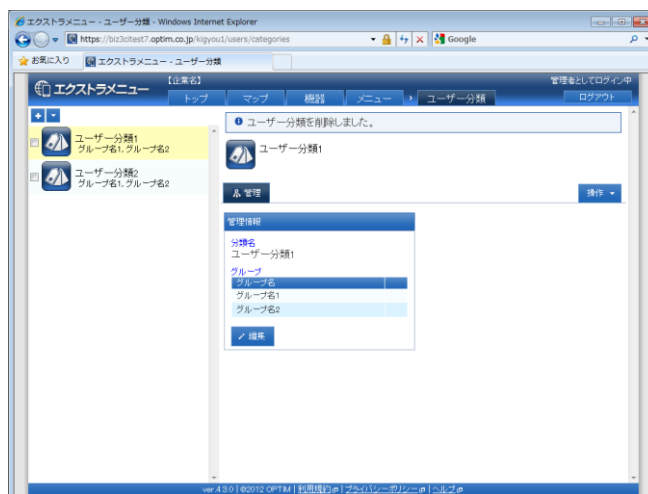 エクストラメニュー - ユーザー分類 - Windows Internet Explorer
https://biz3citest7.optim.co.jp/kigyou1/users/categories
Google
お気に入り
エクストラメニュー - ユーザー分類
エクストラメニュー
【企業名】
管理者としてログイン中
トップ
マップ
機器
メニュー
ユーザー分類
ログアウト
ユーザー分類1
グループ名1, グループ名2
ユーザー分類2
グループ名1, グループ名2
ユーザー分類を削除しました。
ユーザー分類1
管理
操作
管理情報
分類名
ユーザー分類1
グループ
グループ名
グループ名1
グループ名2
編集
ver.4.3.0 | ©2012 OPTiM | 利用規約 | プライバシーポリシー | ヘルプ